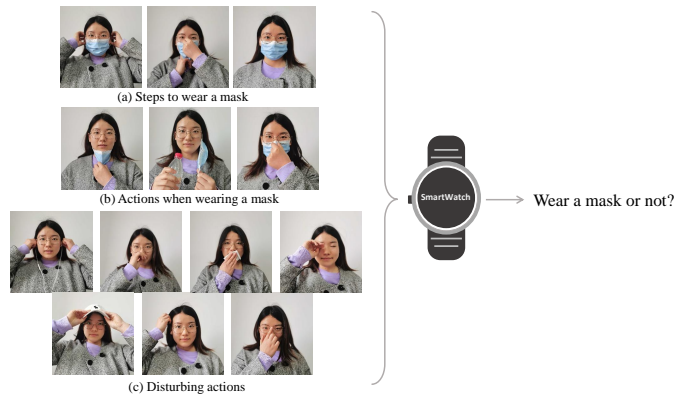 (a) Steps to wear a mask
(b) Actions when wearing a mask
(c) Disturbing actions
SmartWatch
Wear a mask or not?